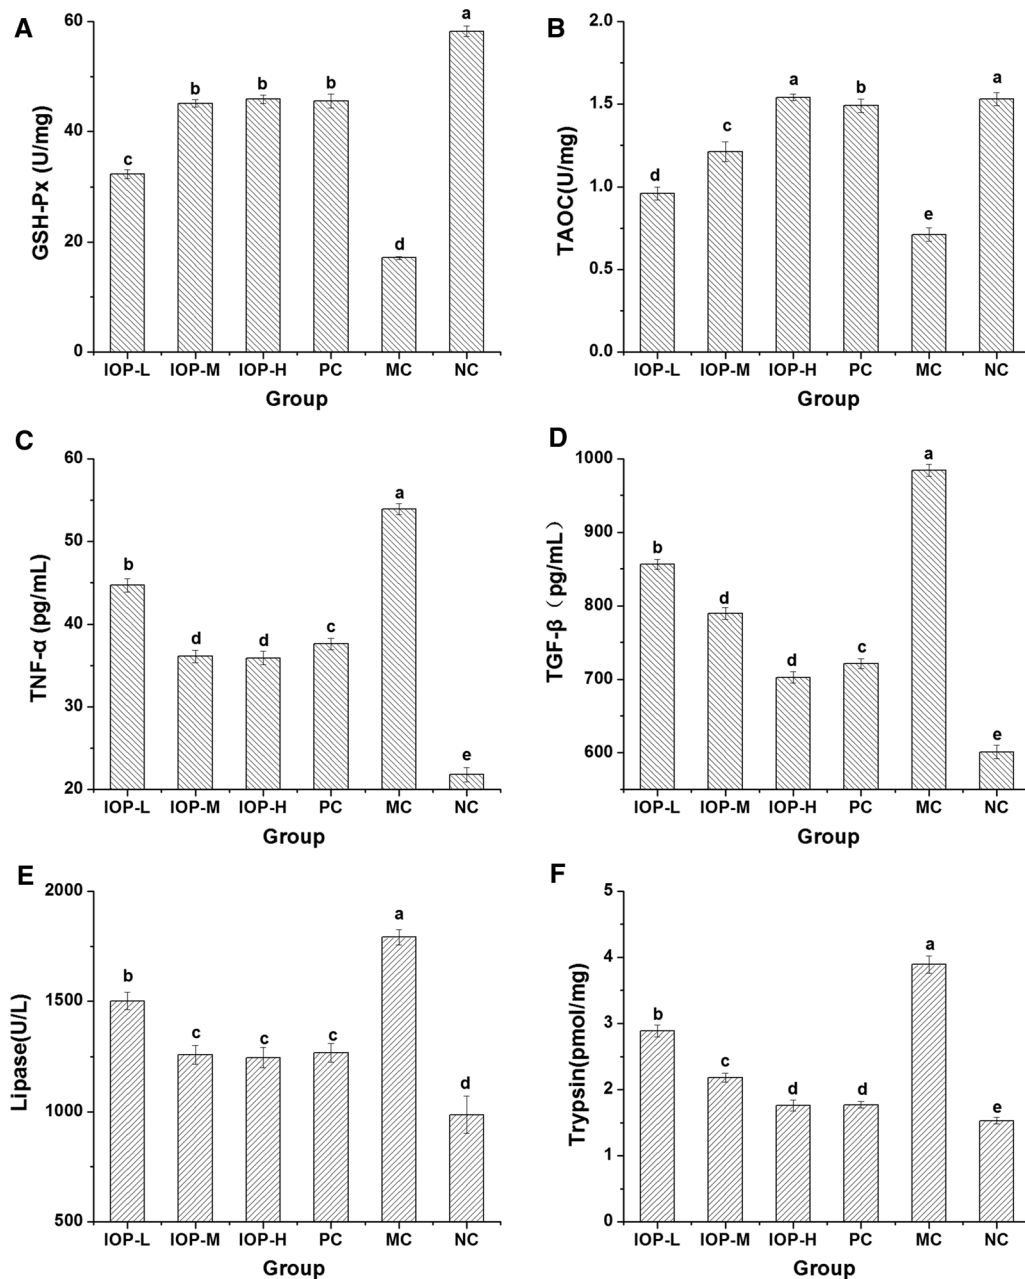 A
B
60
40
20
0
GSH-Px (U/mg)
c
b
b
b
d
a
IOP-L IOP-M IOP-H PC MC NC
Group
2.0
1.5
1.0
0.5
0.0
TAOC(U/mg)
d
c
a
b
e
a
IOP-L IOP-M IOP-H PC MC NC
Group
C
D
60
50
40
30
20
TNF-α (pg/mL)
b
d
d
c
a
e
IOP-L IOP-M IOP-H PC MC NC
Group
1000
900
800
700
600
TGF-β（pg/mL）
b
d
d
c
a
e
IOP-L IOP-M IOP-H PC MC NC
Group
E
F
2000
1500
1000
500
Lipase(U/L)
b
c
c
c
a
d
IOP-L IOP-M IOP-H PC MC NC
Group
5
4
3
2
1
0
Trypsin(pmol/mg)
b
c
d
d
a
e
IOP-L IOP-M IOP-H PC MC NC
Group